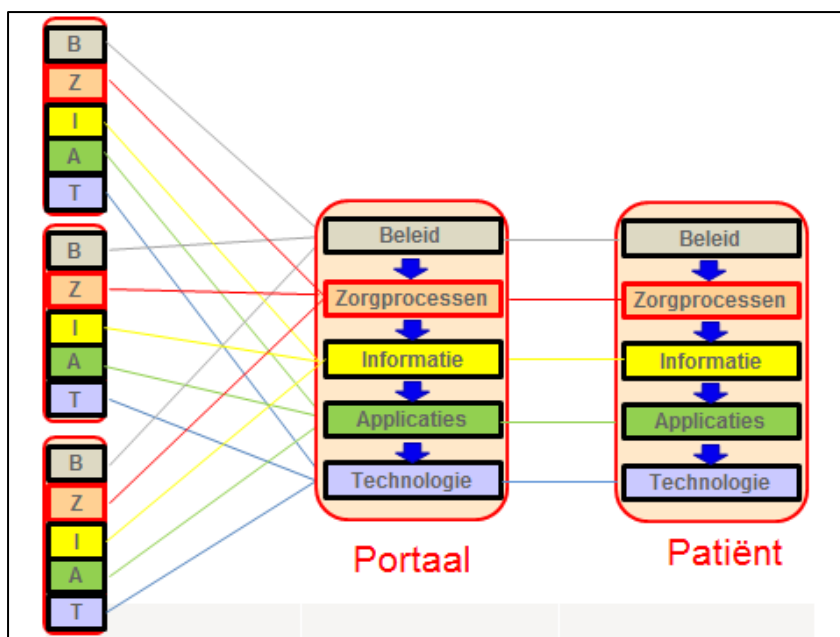 B
Z
I
A
T
B
Z
I
A
T
B
Z
I
A
T
Beleid
Zorgprocessen
Informatie
Applicaties
Technologie
Portaal
Beleid
Zorgprocessen
Informatie
Applicaties
Technologie
Patiënt